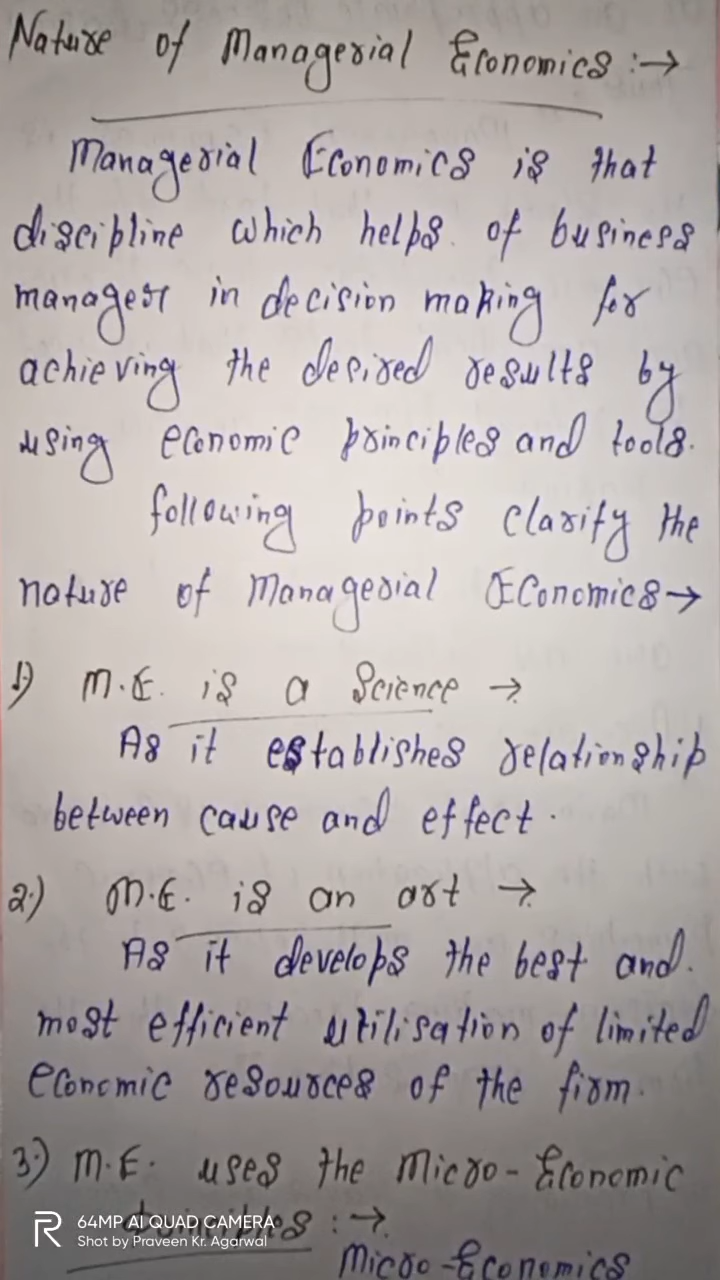 Nature of Managerial Economics :→
Managerial Economics is that
discipline which helps of business
manager in decision making for
achieving the desired results by
using economic principles and tools.
following points clarify the
nature of Managerial Economics→
1) M.E. is a Science →
As it establishes relationship
between cause and effect.
2.) M.E. is an art →
As it develops the best and.
most efficient utilisation of limited
economic resources of the firm.
3.) M.E. uses the Micro-Economic
principles :→
Micro-Economics
R
64MP AI QUAD CAMERA
Shot by Praveen Kr. Agarwal